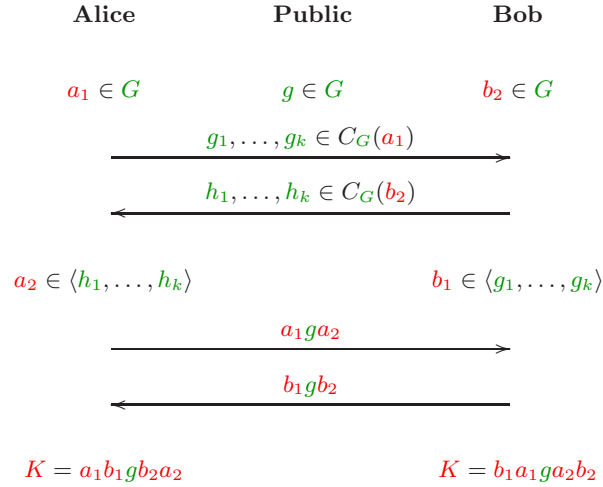 Alice Public Bob
a₁ ∈ G g ∈ G b₂ ∈ G
g₁, . . . , gₖ ∈ C_G(a₁)
h₁, . . . , hₖ ∈ C_G(b₂)
a₂ ∈ ⟨h₁, . . . , hₖ⟩ b₁ ∈ ⟨g₁, . . . , gₖ⟩
a₁ga₂
b₁gb₂
K = a₁b₁gb₂a₂ K = b₁a₁ga₂b₂